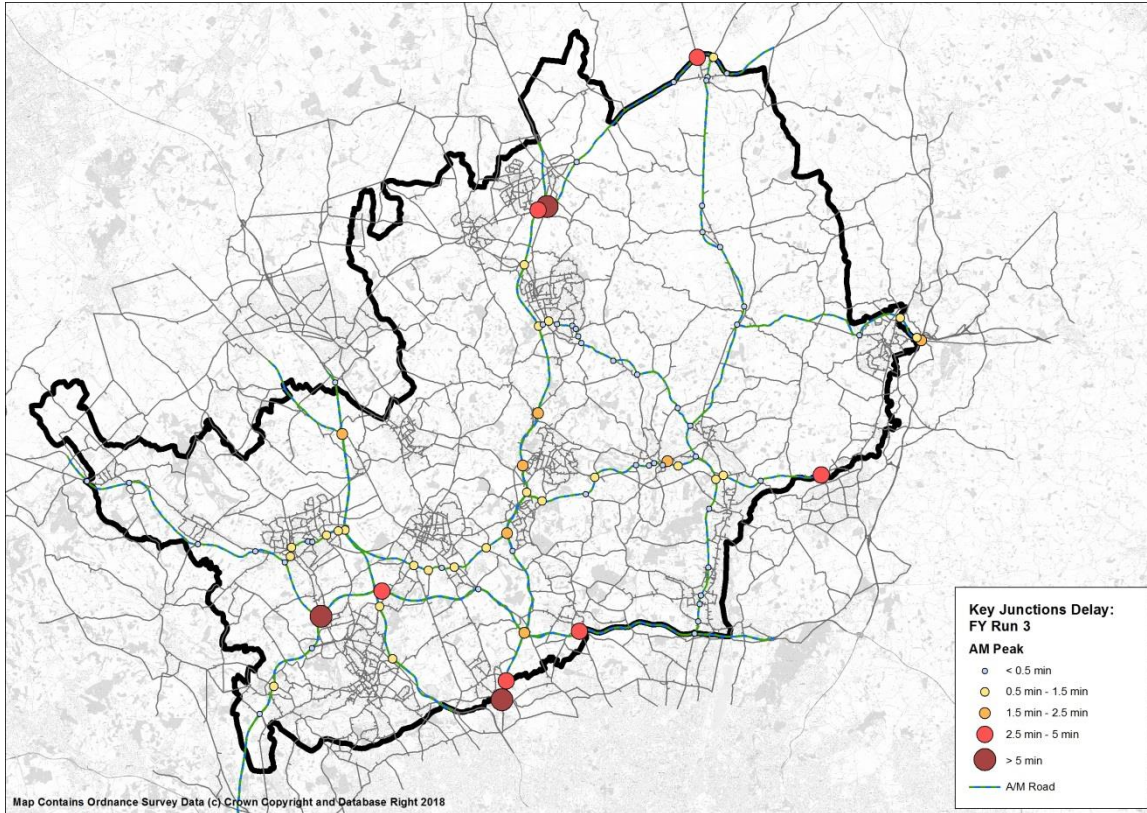 Key Junctions Delay:
FY Run 3
AM Peak
< 0.5 min
0.5 min - 1.5 min
1.5 min - 2.5 min
2.5 min - 5 min
> 5 min
A/M Road
Map Contains Ordnance Survey Data (c) Crown Copyright and Database Right 2018